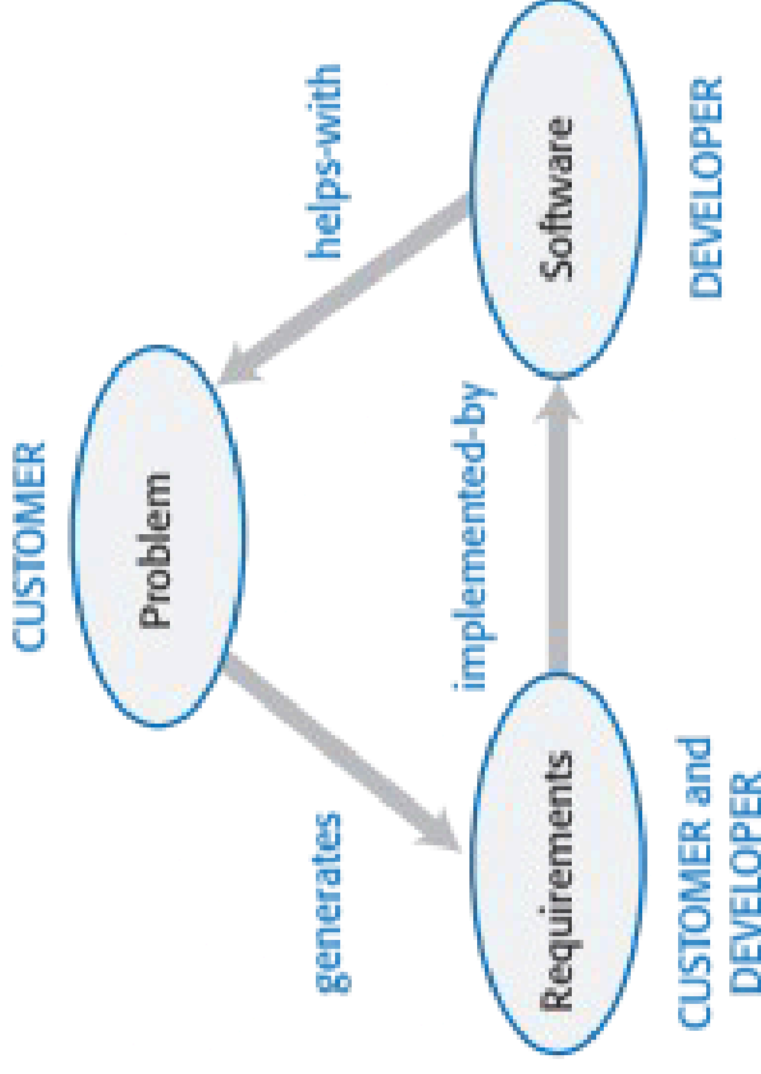 CUSTOMER
Problem
generates
helps-with
implemented-by
Requirements
Software
CUSTOMER and
DEVELOPER
DEVELOPER